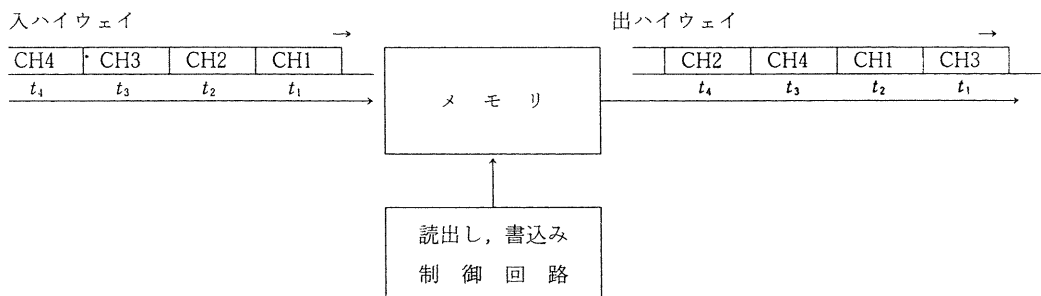 入ハイウェイ
→
CH4 CH3 CH2 CH1
t₄ t₃ t₂ t₁
メモリ
出ハイウェイ
→
CH2 CH4 CH1 CH3
t₄ t₃ t₂ t₁
読出し,書込み
制御回路